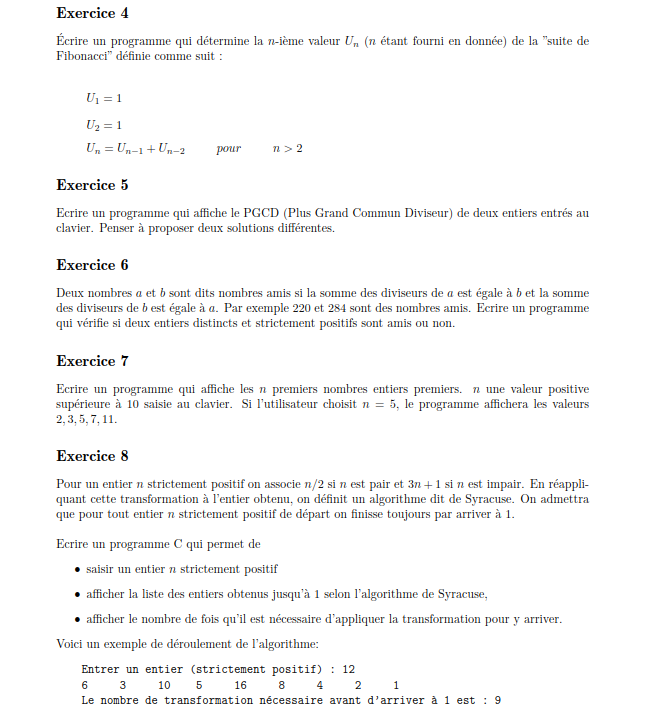 Exercice 4
Écrire un programme qui détermine la n-ième valeur Uₙ (n étant fourni en donnée) de la ”suite de
Fibonacci” définie comme suit :
U₁ = 1
U₂ = 1
Uₙ = Uₙ₋₁ + Uₙ₋₂ pour n > 2
Exercice 5
Ecrire un programme qui affiche le PGCD (Plus Grand Commun Diviseur) de deux entiers entrés au
clavier. Penser à proposer deux solutions différentes.
Exercice 6
Deux nombres a et b sont dits nombres amis si la somme des diviseurs de a est égale à b et la somme
des diviseurs de b est égale à a. Par exemple 220 et 284 sont des nombres amis. Ecrire un programme
qui vérifie si deux entiers distincts et strictement positifs sont amis ou non.
Exercice 7
Ecrire un programme qui affiche les n premiers nombres entiers premiers. n une valeur positive
supérieure à 10 saisie au clavier. Si l'utilisateur choisit n = 5, le programme affichera les valeurs
2, 3, 5, 7, 11.
Exercice 8
Pour un entier n strictement positif on associe n/2 si n est pair et 3n + 1 si n est impair. En réappli-
quant cette transformation à l'entier obtenu, on définit un algorithme dit de Syracuse. On admettra
que pour tout entier n strictement positif de départ on finisse toujours par arriver à 1.
Ecrire un programme C qui permet de
• saisir un entier n strictement positif
• afficher la liste des entiers obtenus jusqu'à 1 selon l'algorithme de Syracuse,
• afficher le nombre de fois qu'il est nécessaire d'appliquer la transformation pour y arriver.
Voici un exemple de déroulement de l'algorithme:
Entrer un entier (strictement positif) : 12
6 3 10 5 16 8 4 2 1
Le nombre de transformation nécessaire avant d'arriver à 1 est : 9